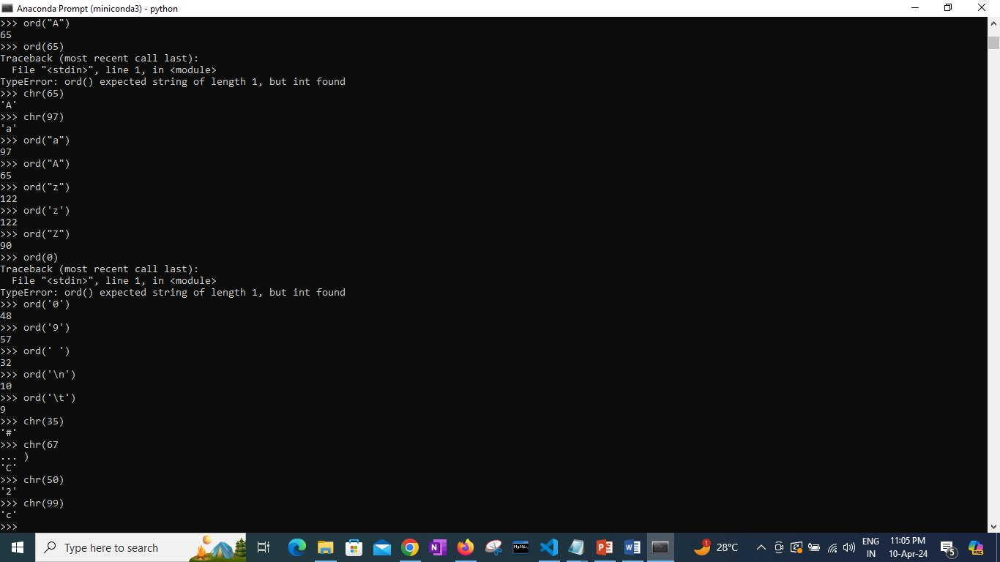 Anaconda Prompt (miniconda3) - python
>>> ord("A")
65
>>> ord(65)
Traceback (most recent call last):
  File "<stdin>", line 1, in <module>
TypeError: ord() expected string of length 1, but int found
>>> chr(65)
'A'
>>> chr(97)
'a'
>>> ord("a")
97
>>> ord("A")
65
>>> ord("z")
122
>>> ord('z')
122
>>> ord("Z")
90
>>> ord(0)
Traceback (most recent call last):
  File "<stdin>", line 1, in <module>
TypeError: ord() expected string of length 1, but int found
>>> ord('0')
48
>>> ord('9')
57
>>> ord(' ')
32
>>> ord('\n')
10
>>> ord('\t')
9
>>> chr(35)
'#'
>>> chr(67
... )
'C'
>>> chr(50)
'2'
>>> chr(99)
'c'
>>>
Type here to search
N
MySQL
P
W
1
28°C
ENG
IN
11:05 PM
10-Apr-24
5
PRE